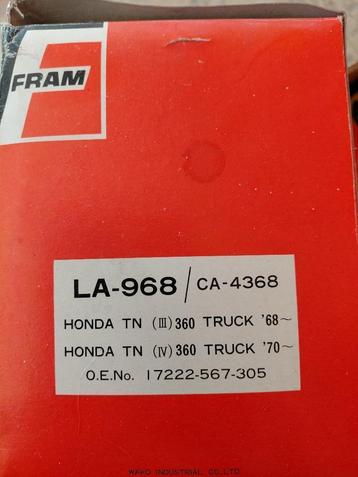 FRAM
LA-968 / CA-4368
HONDA TN (III) 360 TRUCK '68~
HONDA TN (IV) 360 TRUCK '70~
O.E.No. 17222-567-305
WAKO INDUSTRIAL CO., LTD.